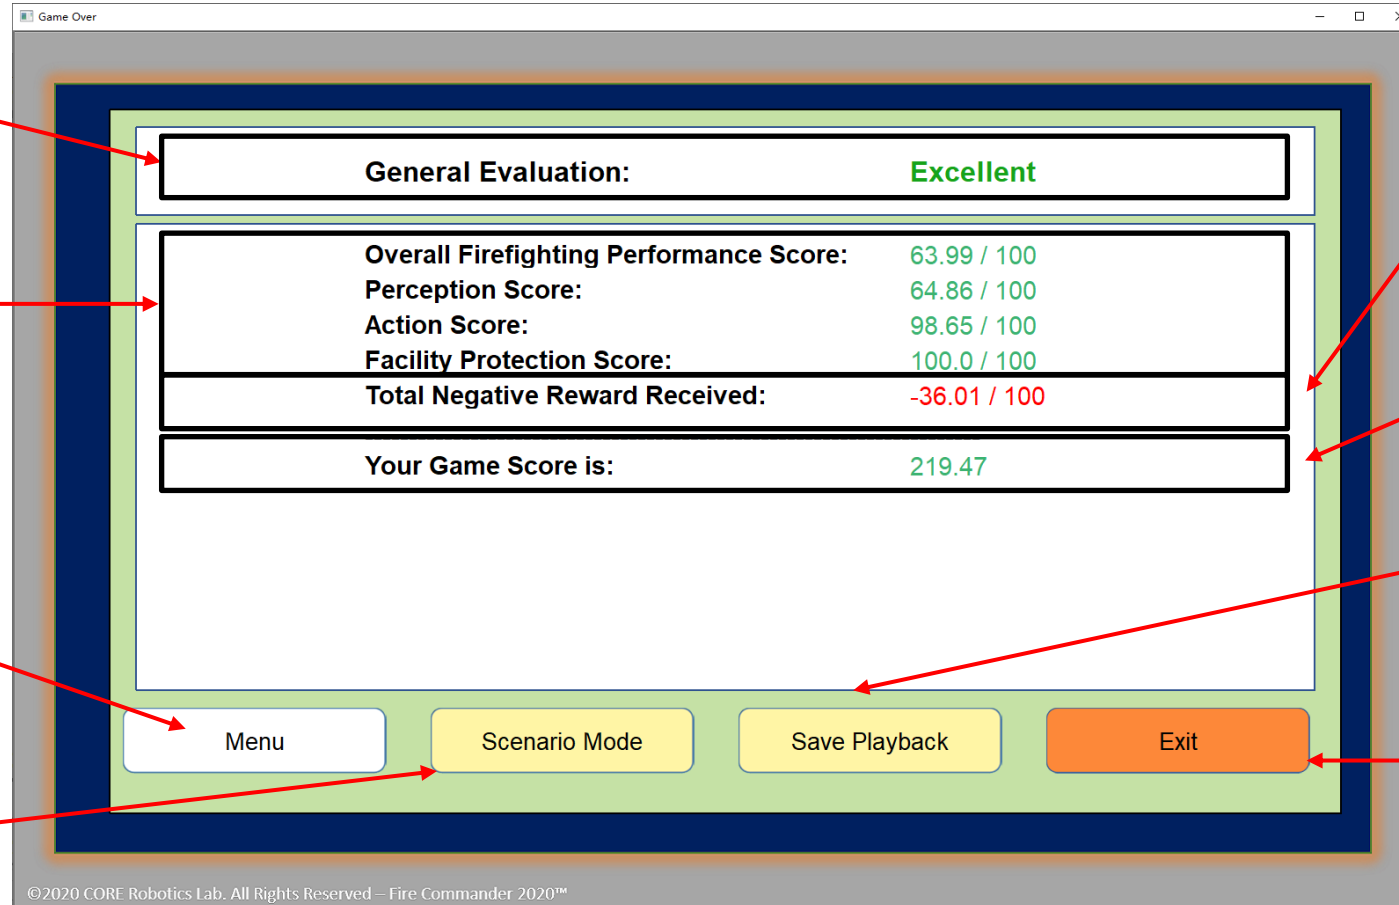 Game Over
General Evaluation: Excellent
Overall Firefighting Performance Score: 63.99 / 100
Perception Score: 64.86 / 100
Action Score: 98.65 / 100
Facility Protection Score: 100.0 / 100
Total Negative Reward Received: -36.01 / 100
Your Game Score is: 219.47
Menu Scenario Mode Save Playback Exit
©2020 CORE Robotics Lab. All Rights Reserved – Fire Commander 2020™